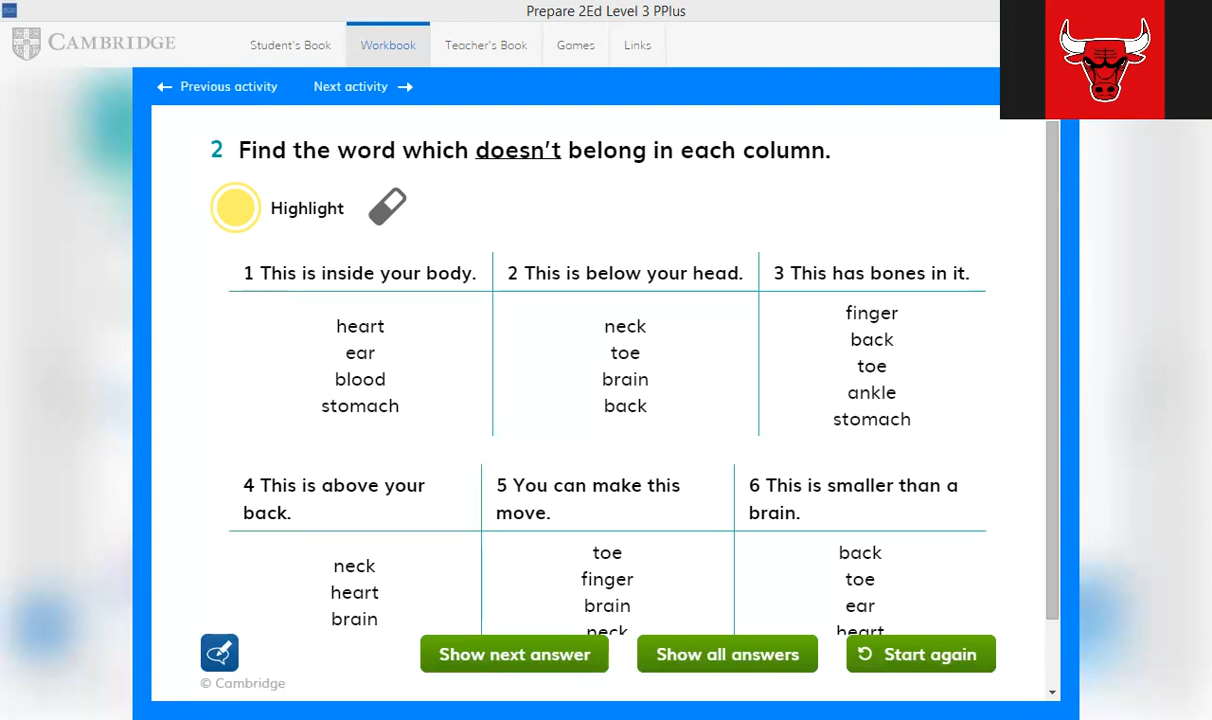 Prepare 2Ed Level 3 PPlus
CAMBRIDGE
Student's Book
Workbook
Teacher's Book
Games
Links
Previous activity
Next activity
2 Find the word which doesn't belong in each column.
Highlight
1 This is inside your body.
heart
ear
blood
stomach
2 This is below your head.
neck
toe
brain
back
3 This has bones in it.
finger
back
toe
ankle
stomach
4 This is above your
back.
neck
heart
brain
5 You can make this
move.
toe
finger
brain
neck
6 This is smaller than a
brain.
back
toe
ear
heart
Show next answer
Show all answers
Start again
© Cambridge